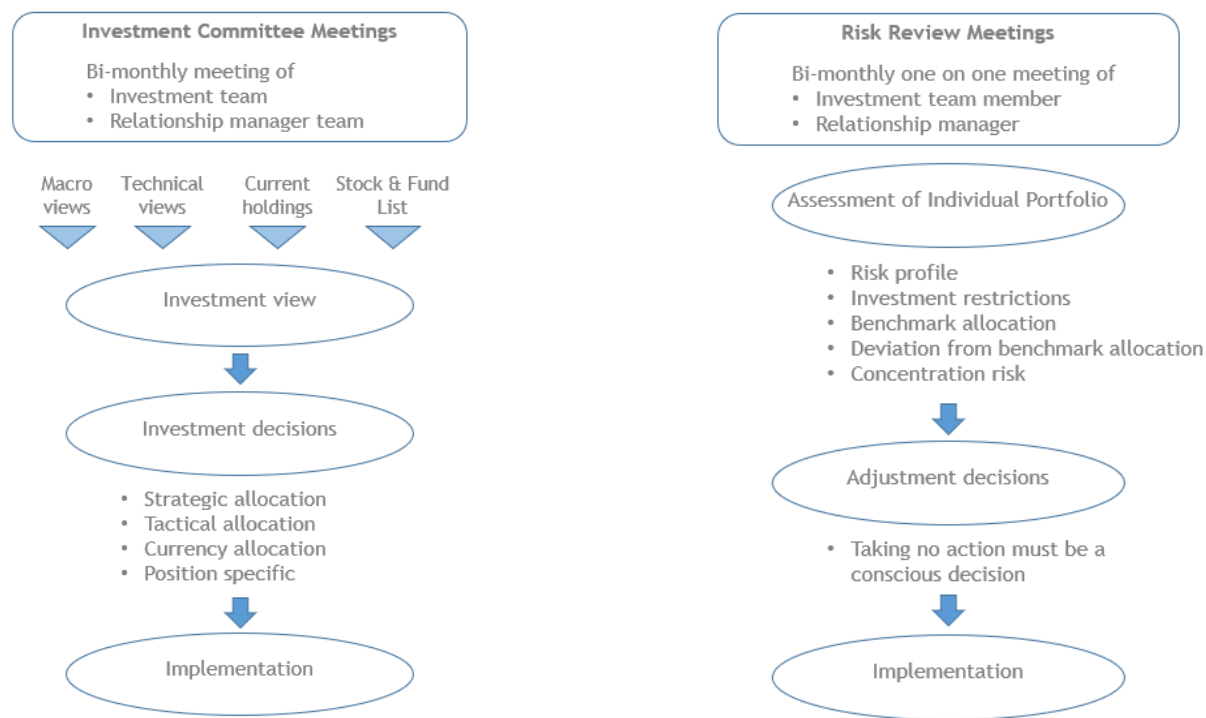 Investment Committee Meetings
Bi-monthly meeting of
• Investment team
• Relationship manager team
Macro views
Technical views
Current holdings
Stock & Fund List
Investment view
Investment decisions
• Strategic allocation
• Tactical allocation
• Currency allocation
• Position specific
Implementation
Risk Review Meetings
Bi-monthly one on one meeting of
• Investment team member
• Relationship manager
Assessment of Individual Portfolio
• Risk profile
• Investment restrictions
• Benchmark allocation
• Deviation from benchmark allocation
• Concentration risk
Adjustment decisions
• Taking no action must be a
conscious decision
Implementation